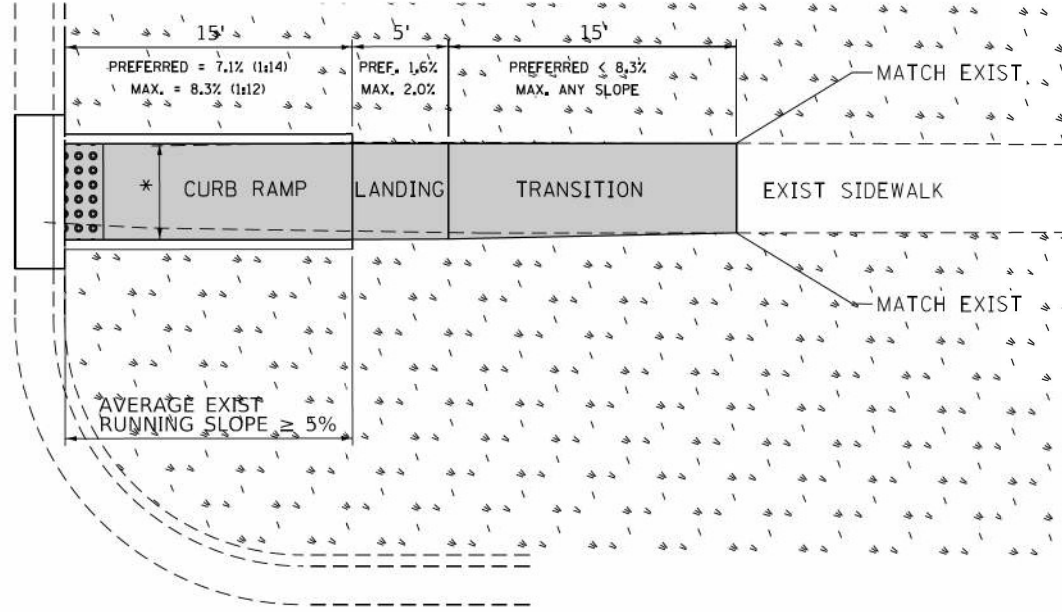 15'
5'
15'
PREFERRED = 7.1% (1:14)
MAX. = 8.3% (1:12)
PREF. 1.6%
MAX. 2.0%
PREFERRED < 8.3%
MAX. ANY SLOPE
MATCH EXIST.
*
CURB RAMP
LANDING
TRANSITION
EXIST SIDEWALK
MATCH EXIST
AVERAGE EXIST
RUNNING SLOPE ≥ 5%